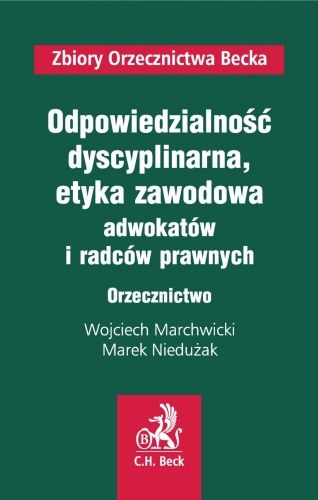 Zbiory Orzecznictwa Becka
Odpowiedzialność
dyscyplinarna,
etyka zawodowa
adwokatów
i radców prawnych
Orzecznictwo
Wojciech Marchwicki
Marek Niedużak
B
C.H. Beck